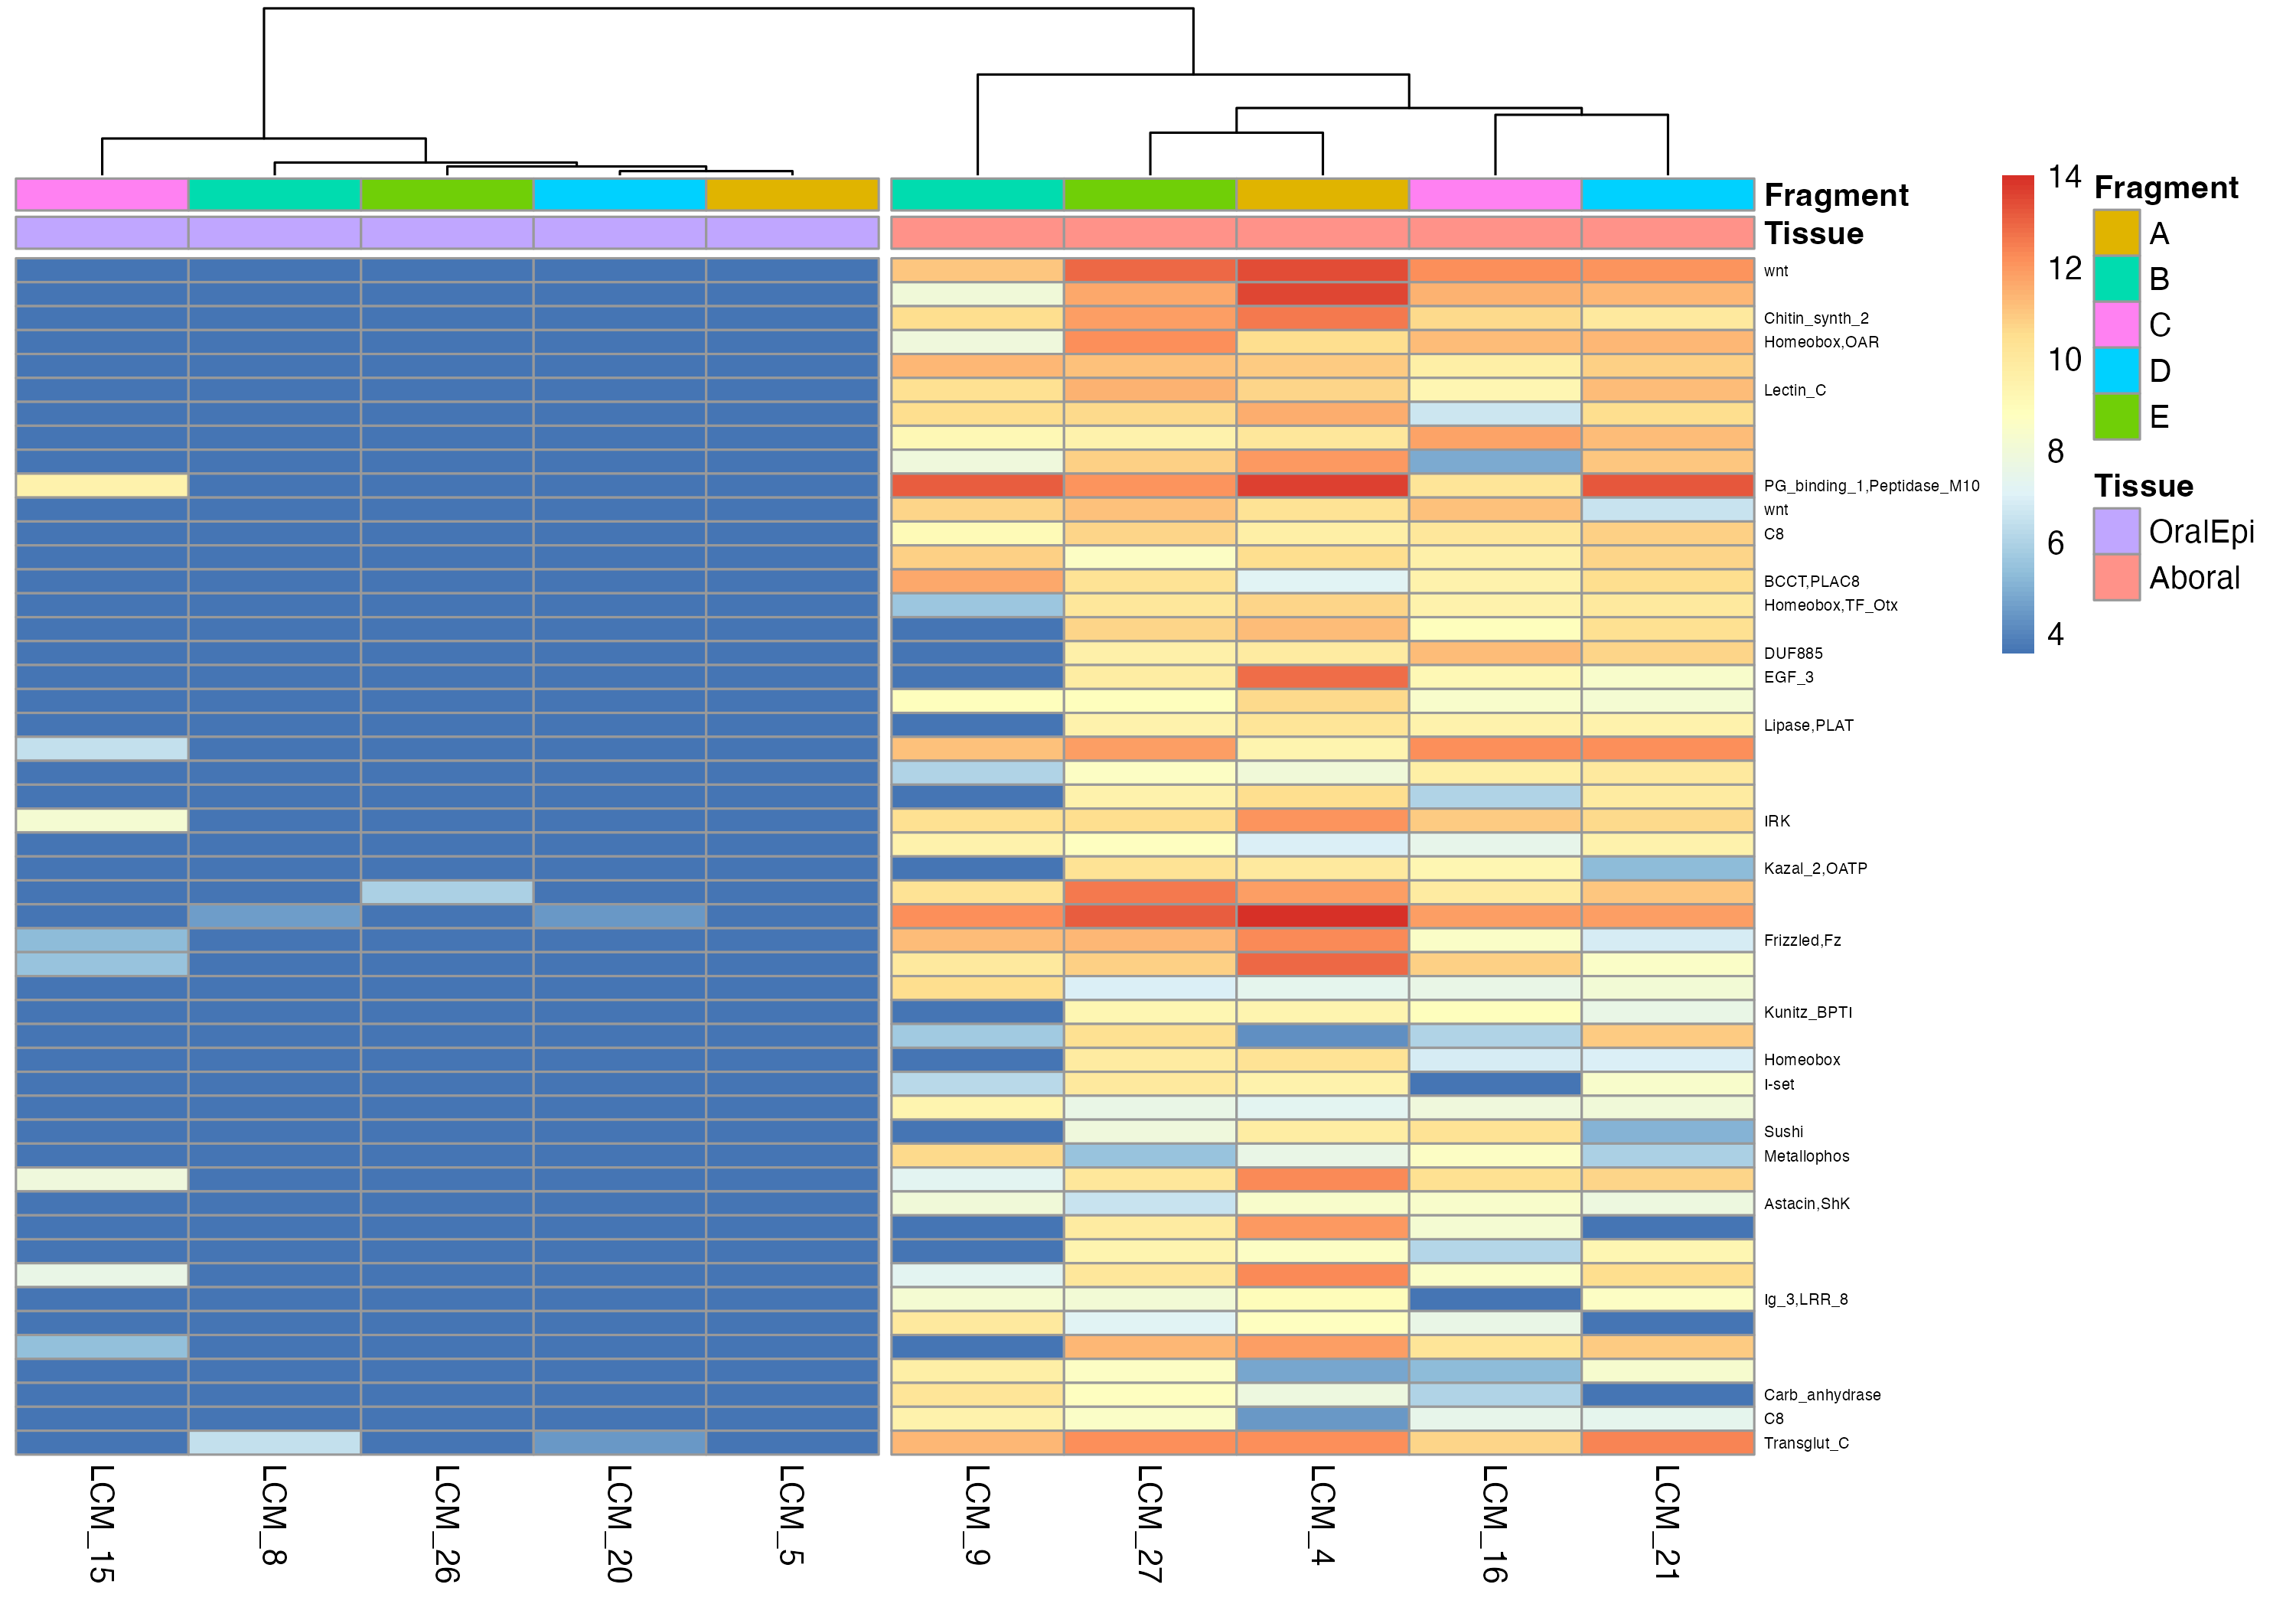 Fragment
Tissue
wnt
Chitin_synth_2
Homeobox,OAR
Lectin_C
PG_binding_1,Peptidase_M10
wnt
C8
BCCT,PLAC8
Homeobox,TF_Otx
DUF885
EGF_3
Lipase,PLAT
IRK
Kazal_2,OATP
Frizzled,Fz
Kunitz_BPTI
Homeobox
I-set
Sushi
Metallophos
Astacin,ShK
Ig_3,LRR_8
Carb_anhydrase
C8
Transglut_C
LCM_15
LCM_8
LCM_26
LCM_20
LCM_5
LCM_9
LCM_27
LCM_4
LCM_16
LCM_21
14
12
10
8
6
4
Fragment
A
B
C
D
E
Tissue
OralEpi
Aboral